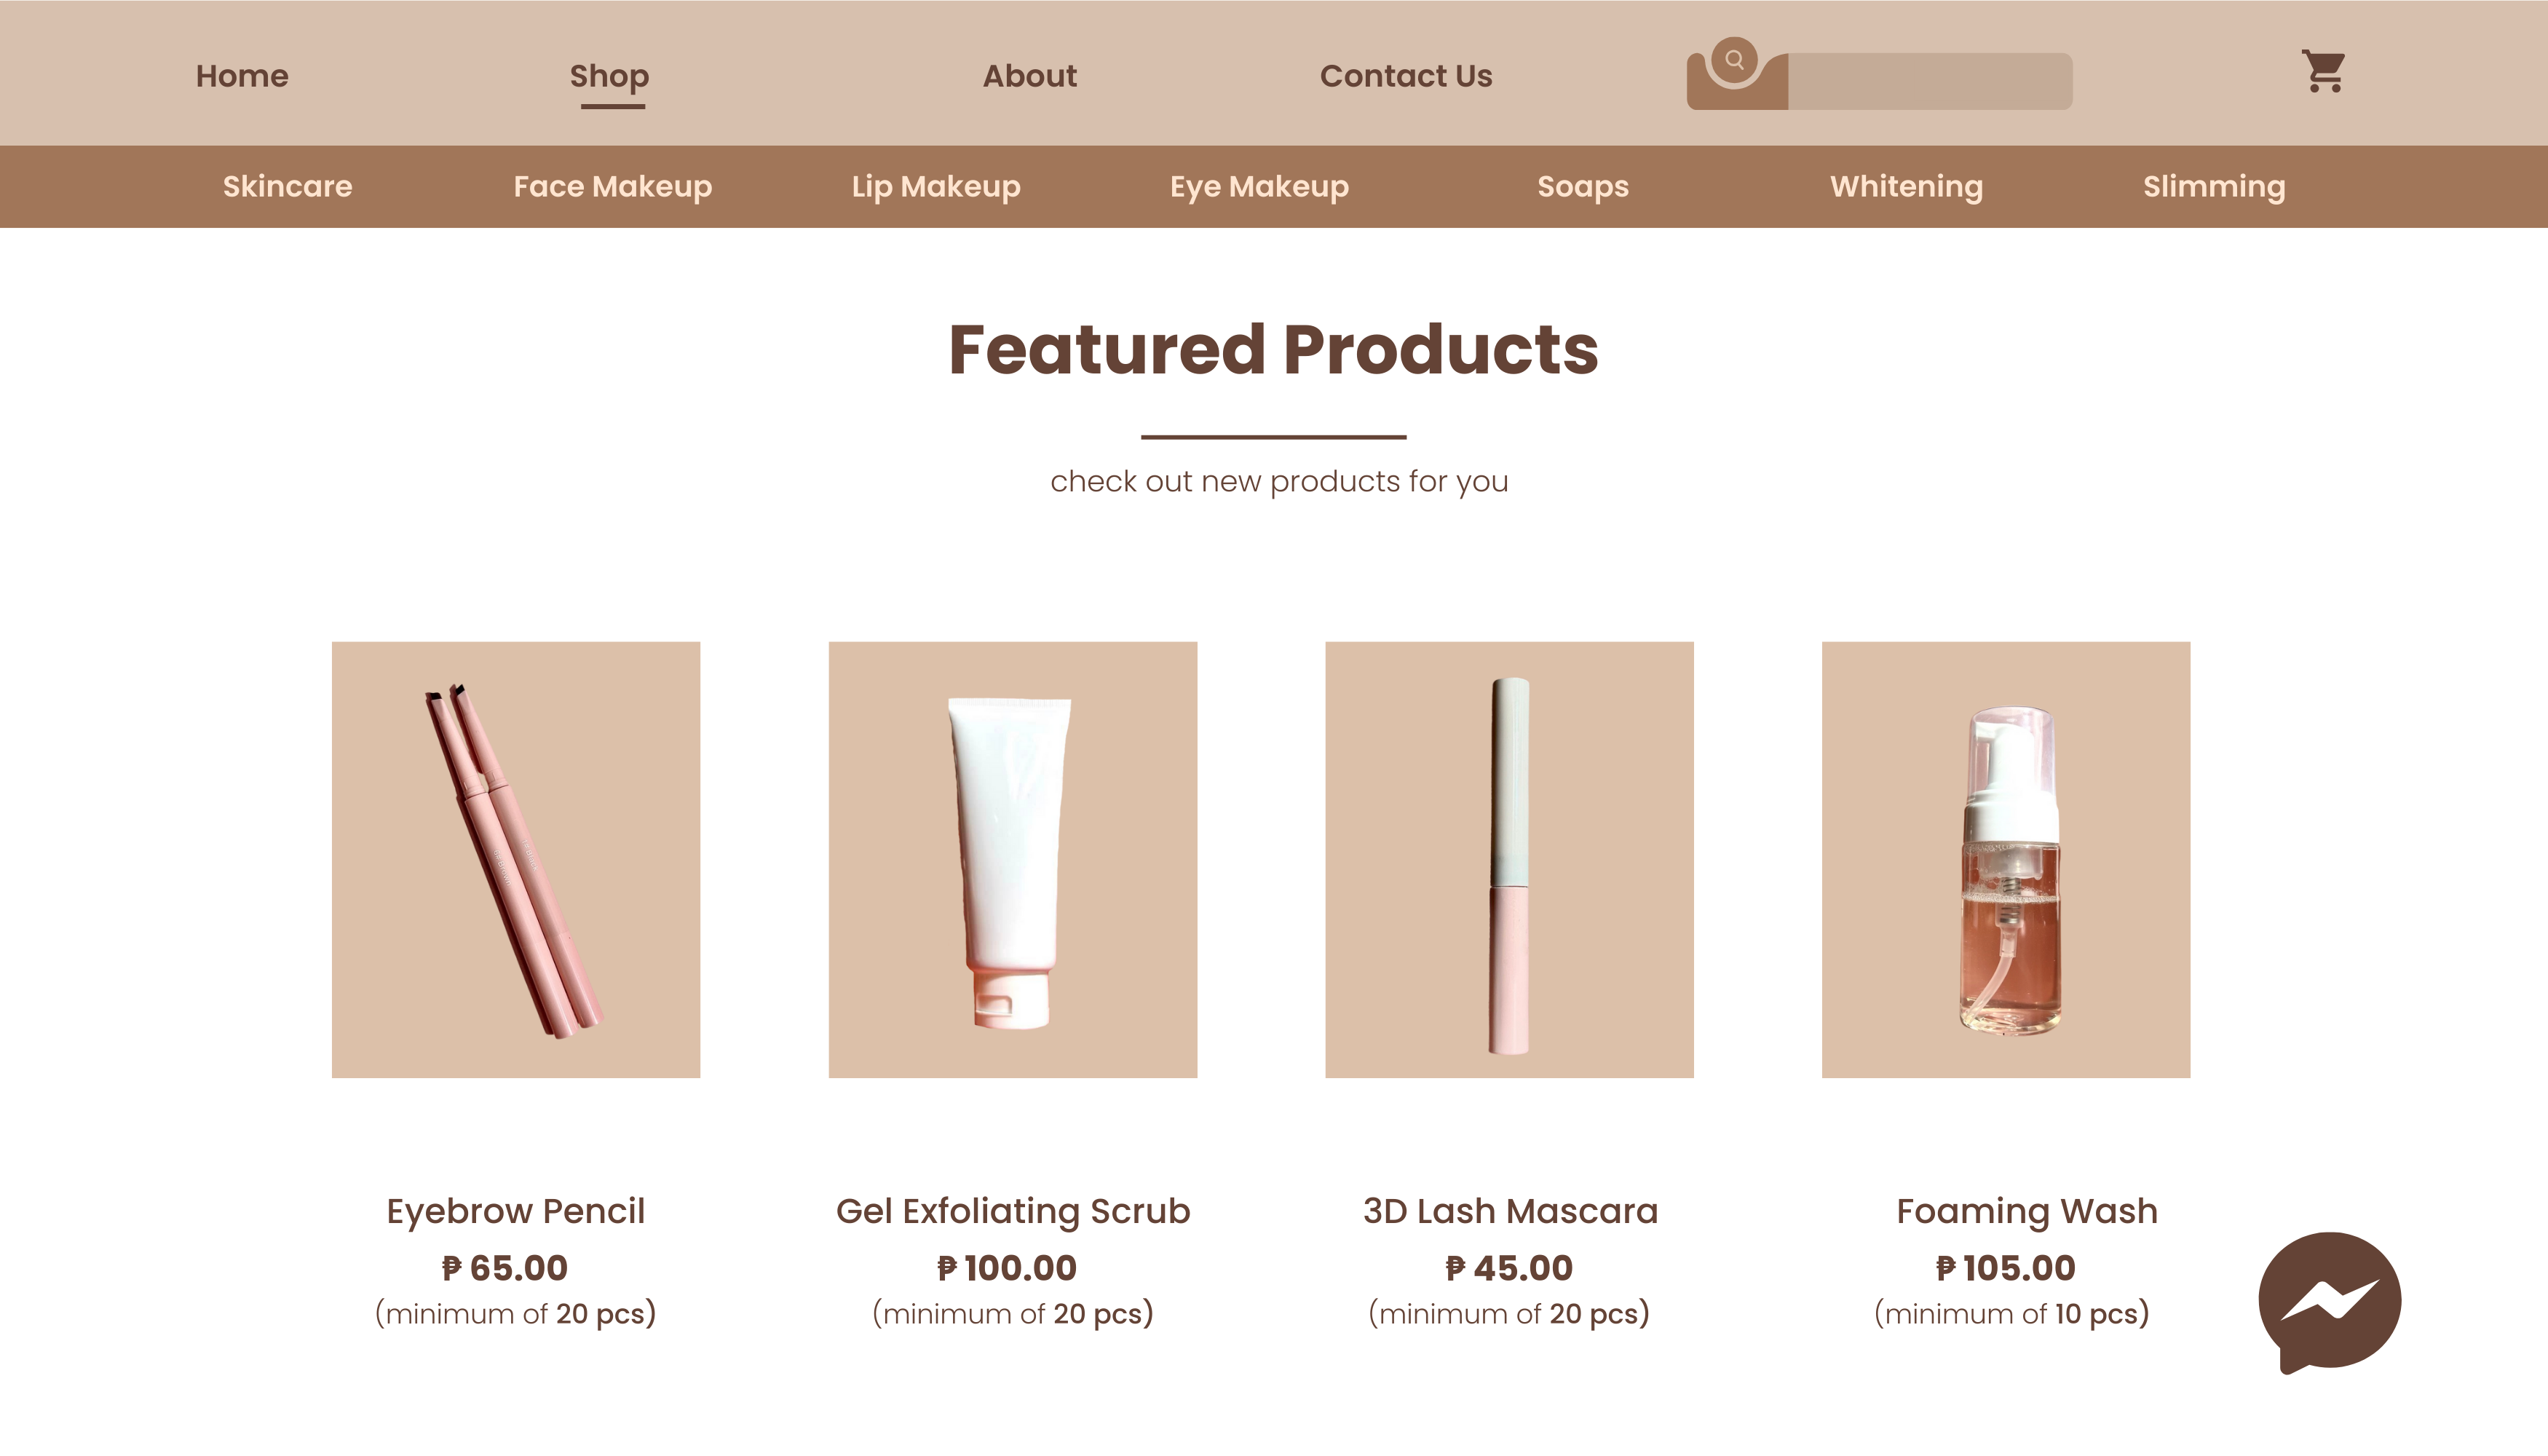 Home Shop About Contact Us
Skincare Face Makeup Lip Makeup Eye Makeup Soaps Whitening Slimming
Featured Products
check out new products for you
Eyebrow Pencil Gel Exfoliating Scrub 3D Lash Mascara Foaming Wash
₱ 65.00 ₱ 100.00 ₱ 45.00 ₱ 105.00
(minimum of 20 pcs) (minimum of 20 pcs) (minimum of 20 pcs) (minimum of 10 pcs)